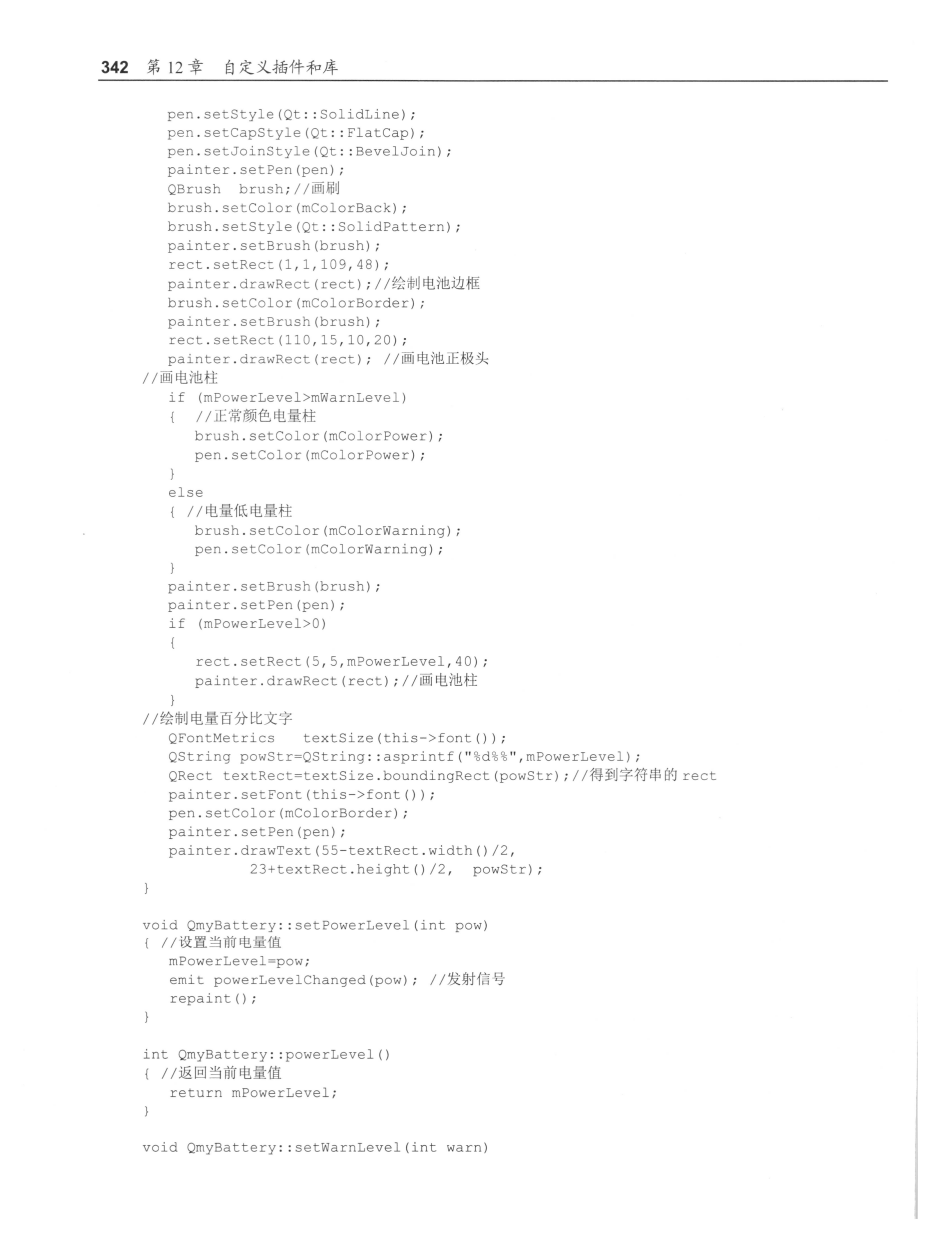 342 第 12 章 自定义插件和库
pen.setStyle(Qt::SolidLine);
pen.setCapStyle(Qt::FlatCap);
pen.setJoinStyle(Qt::BevelJoin);
painter.setPen(pen);
QBrush  brush;//画刷
brush.setColor(mColorBack);
brush.setStyle(Qt::SolidPattern);
painter.setBrush(brush);
rect.setRect(1,1,109,48);
painter.drawRect(rect);//绘制电池边框
brush.setColor(mColorBorder);
painter.setBrush(brush);
rect.setRect(110,15,10,20);
painter.drawRect(rect); //画电池正极头
//画电池柱
if (mPowerLevel>mWarnLevel)
{  //正常颜色电量柱
brush.setColor(mColorPower);
pen.setColor(mColorPower);
}
else
{ //电量低电量柱
brush.setColor(mColorWarning);
pen.setColor(mColorWarning);
}
painter.setBrush(brush);
painter.setPen(pen);
if (mPowerLevel>0)
{
rect.setRect(5,5,mPowerLevel,40);
painter.drawRect(rect);//画电池柱
}
//绘制电量百分比文字
QFontMetrics   textSize(this->font());
QString powStr=QString::asprintf("%d%%",mPowerLevel);
QRect textRect=textSize.boundingRect(powStr);//得到字符串的 rect
painter.setFont(this->font());
pen.setColor(mColorBorder);
painter.setPen(pen);
painter.drawText(55-textRect.width()/2,
23+textRect.height()/2,  powStr);
}
void QmyBattery::setPowerLevel(int pow)
{ //设置当前电量值
mPowerLevel=pow;
emit powerLevelChanged(pow); //发射信号
repaint();
}
int QmyBattery::powerLevel()
{ //返回当前电量值
return mPowerLevel;
}
void QmyBattery::setWarnLevel(int warn)